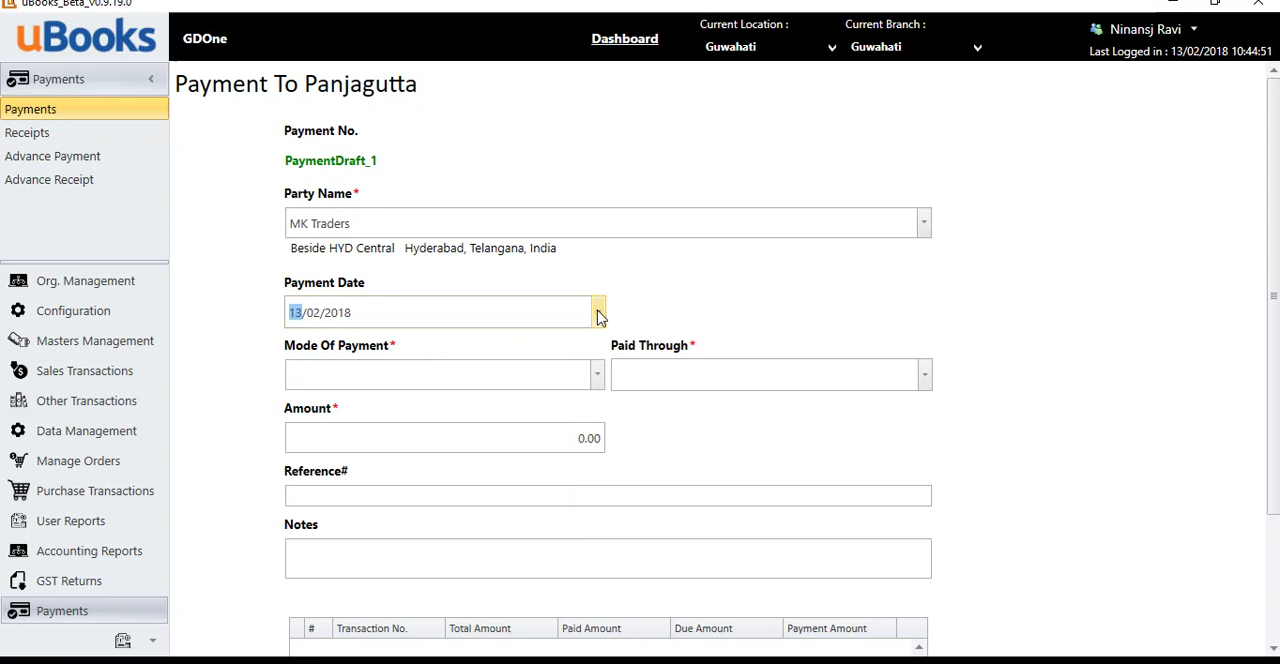 uBooks_Beta_v0.9.19.0
uBooks
GDOne
Dashboard
Current Location :
Guwahati
Current Branch :
Guwahati
Ninansj Ravi
Last Logged in : 13/02/2018 10:44:51
Payments
Payments
Receipts
Advance Payment
Advance Receipt
Org. Management
Configuration
Masters Management
Sales Transactions
Other Transactions
Data Management
Manage Orders
Purchase Transactions
User Reports
Accounting Reports
GST Returns
Payments
Payment To Panjagutta
Payment No.
PaymentDraft_1
Party Name*
MK Traders
Beside HYD Central Hyderabad, Telangana, India
Payment Date
13/02/2018
Mode Of Payment* Paid Through*
Amount*
0.00
Reference#
Notes
# Transaction No. Total Amount Paid Amount Due Amount Payment Amount